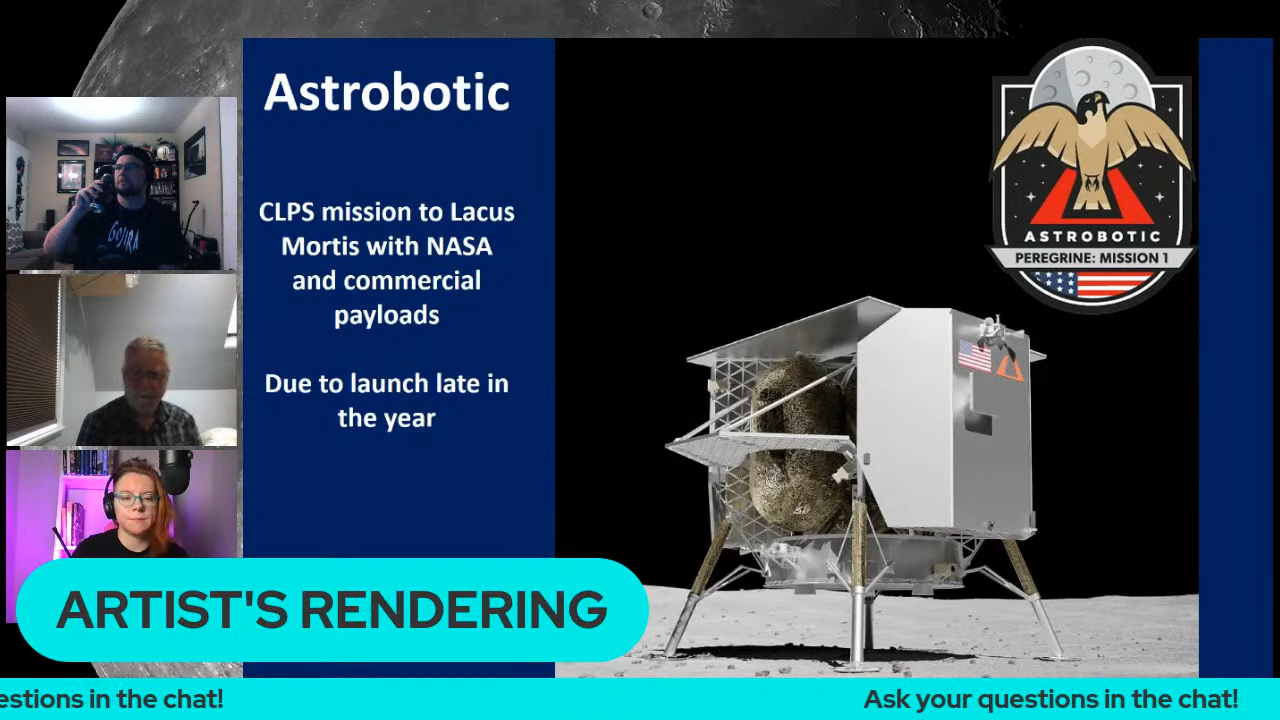 Astrobotic
CLPS mission to Lacus
Mortis with NASA
and commercial
payloads
Due to launch late in
the year
ASTROBOTIC
PEREGRINE: MISSION 1
GOJIRA
ARTIST'S RENDERING
estions in the chat!
Ask your questions in the chat!